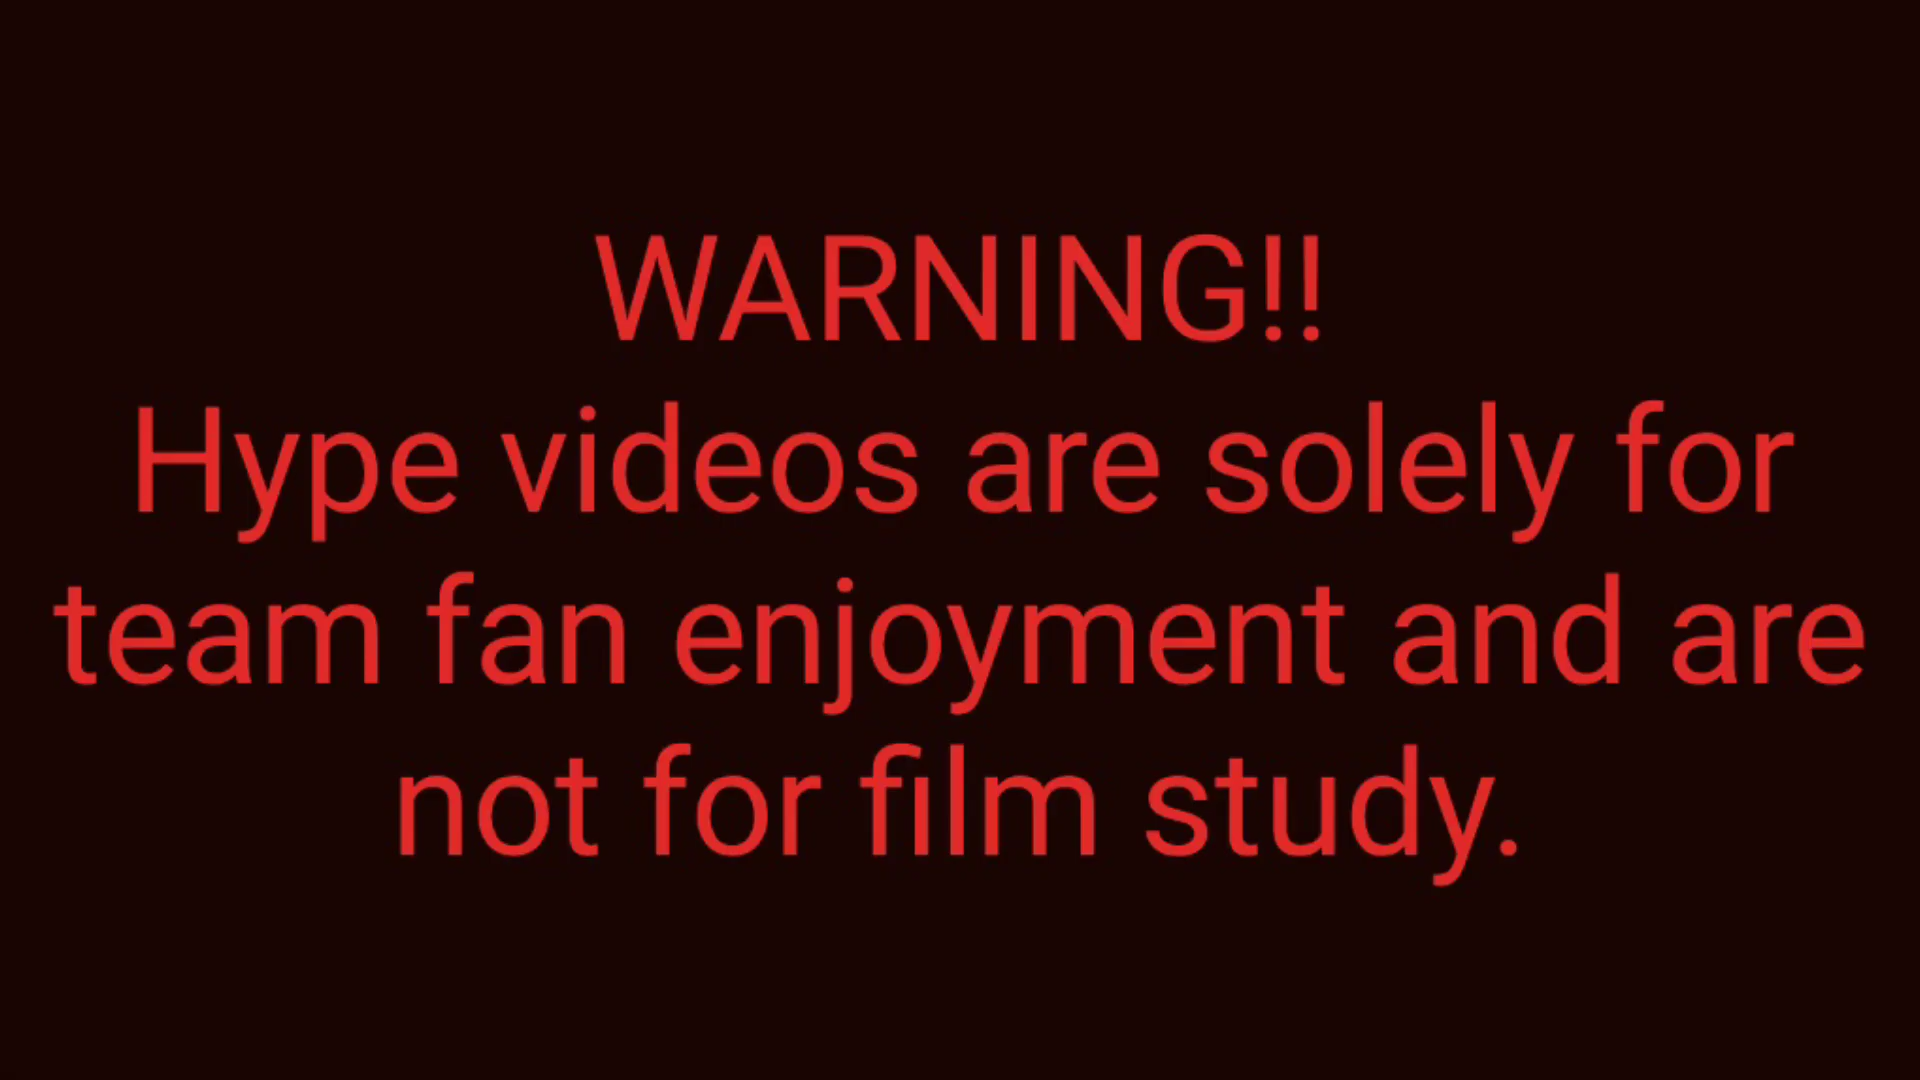 WARNING!!
Hype videos are solely for
team fan enjoyment and are
not for film study.